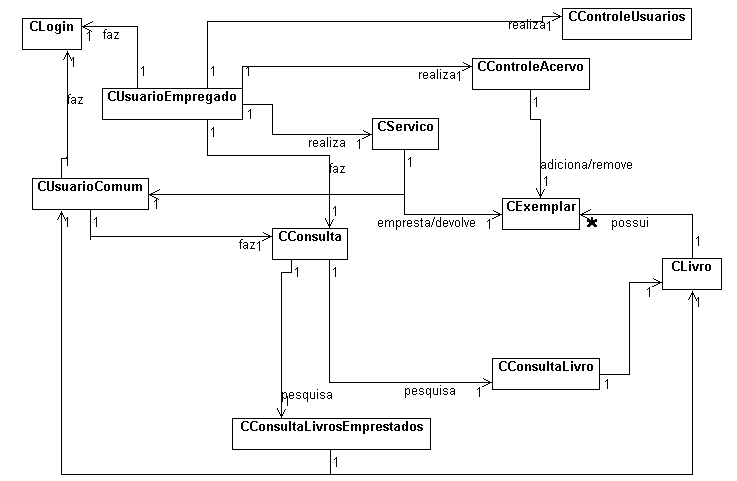 CControleUsuarios
CLogin
realiza 1
1
faz
1
1
1
CControleAcervo
realiza 1
1
CUsuarioEmpregado
faz
1
1
CServico
1
realiza
1
1
faz
adiciona/remove
1
1
CUsuarioComum
1
1
CExemplar
1
1
empresta/devolve
1
*
possui
CConsulta
faz 1
1
CLivro
1
1
1
1
CConsultaLivro
pesquisa
1
pesquisa
1
1
CConsultaLivrosEmprestados
1